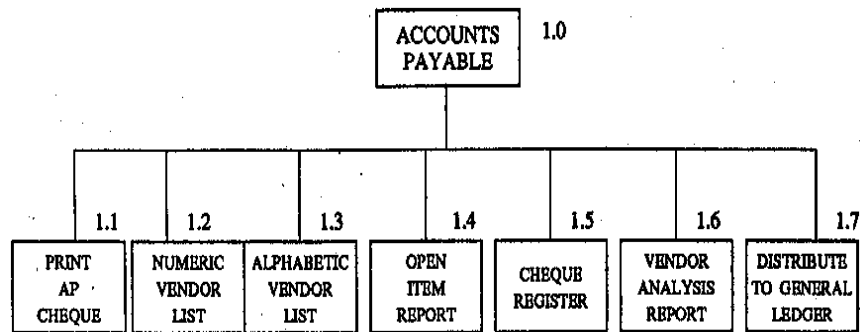 ACCOUNTS
PAYABLE
1.0
1.1
PRINT
AP
CHEQUE
1.2
NUMERIC
VENDOR
LIST
1.3
ALPHABETIC
VENDOR
LIST
1.4
OPEN
ITEM
REPORT
1.5
CHEQUE
REGISTER
1.6
VENDOR
ANALYSIS
REPORT
1.7
DISTRIBUTE
TO GENERAL
LEDGER